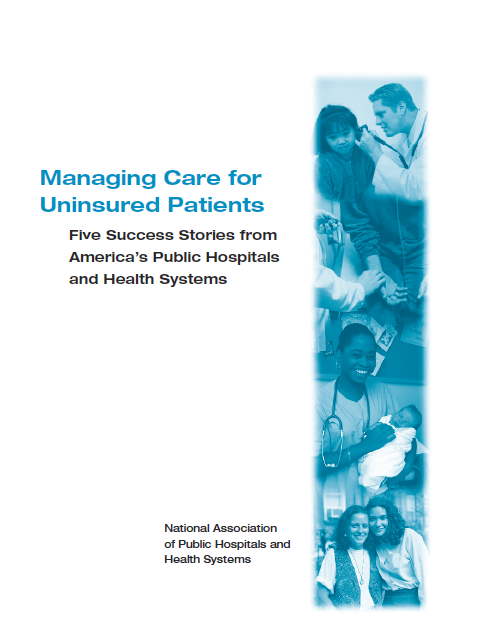 Managing Care for
Uninsured Patients
Five Success Stories from
America's Public Hospitals
and Health Systems
National Association
of Public Hospitals and
Health Systems